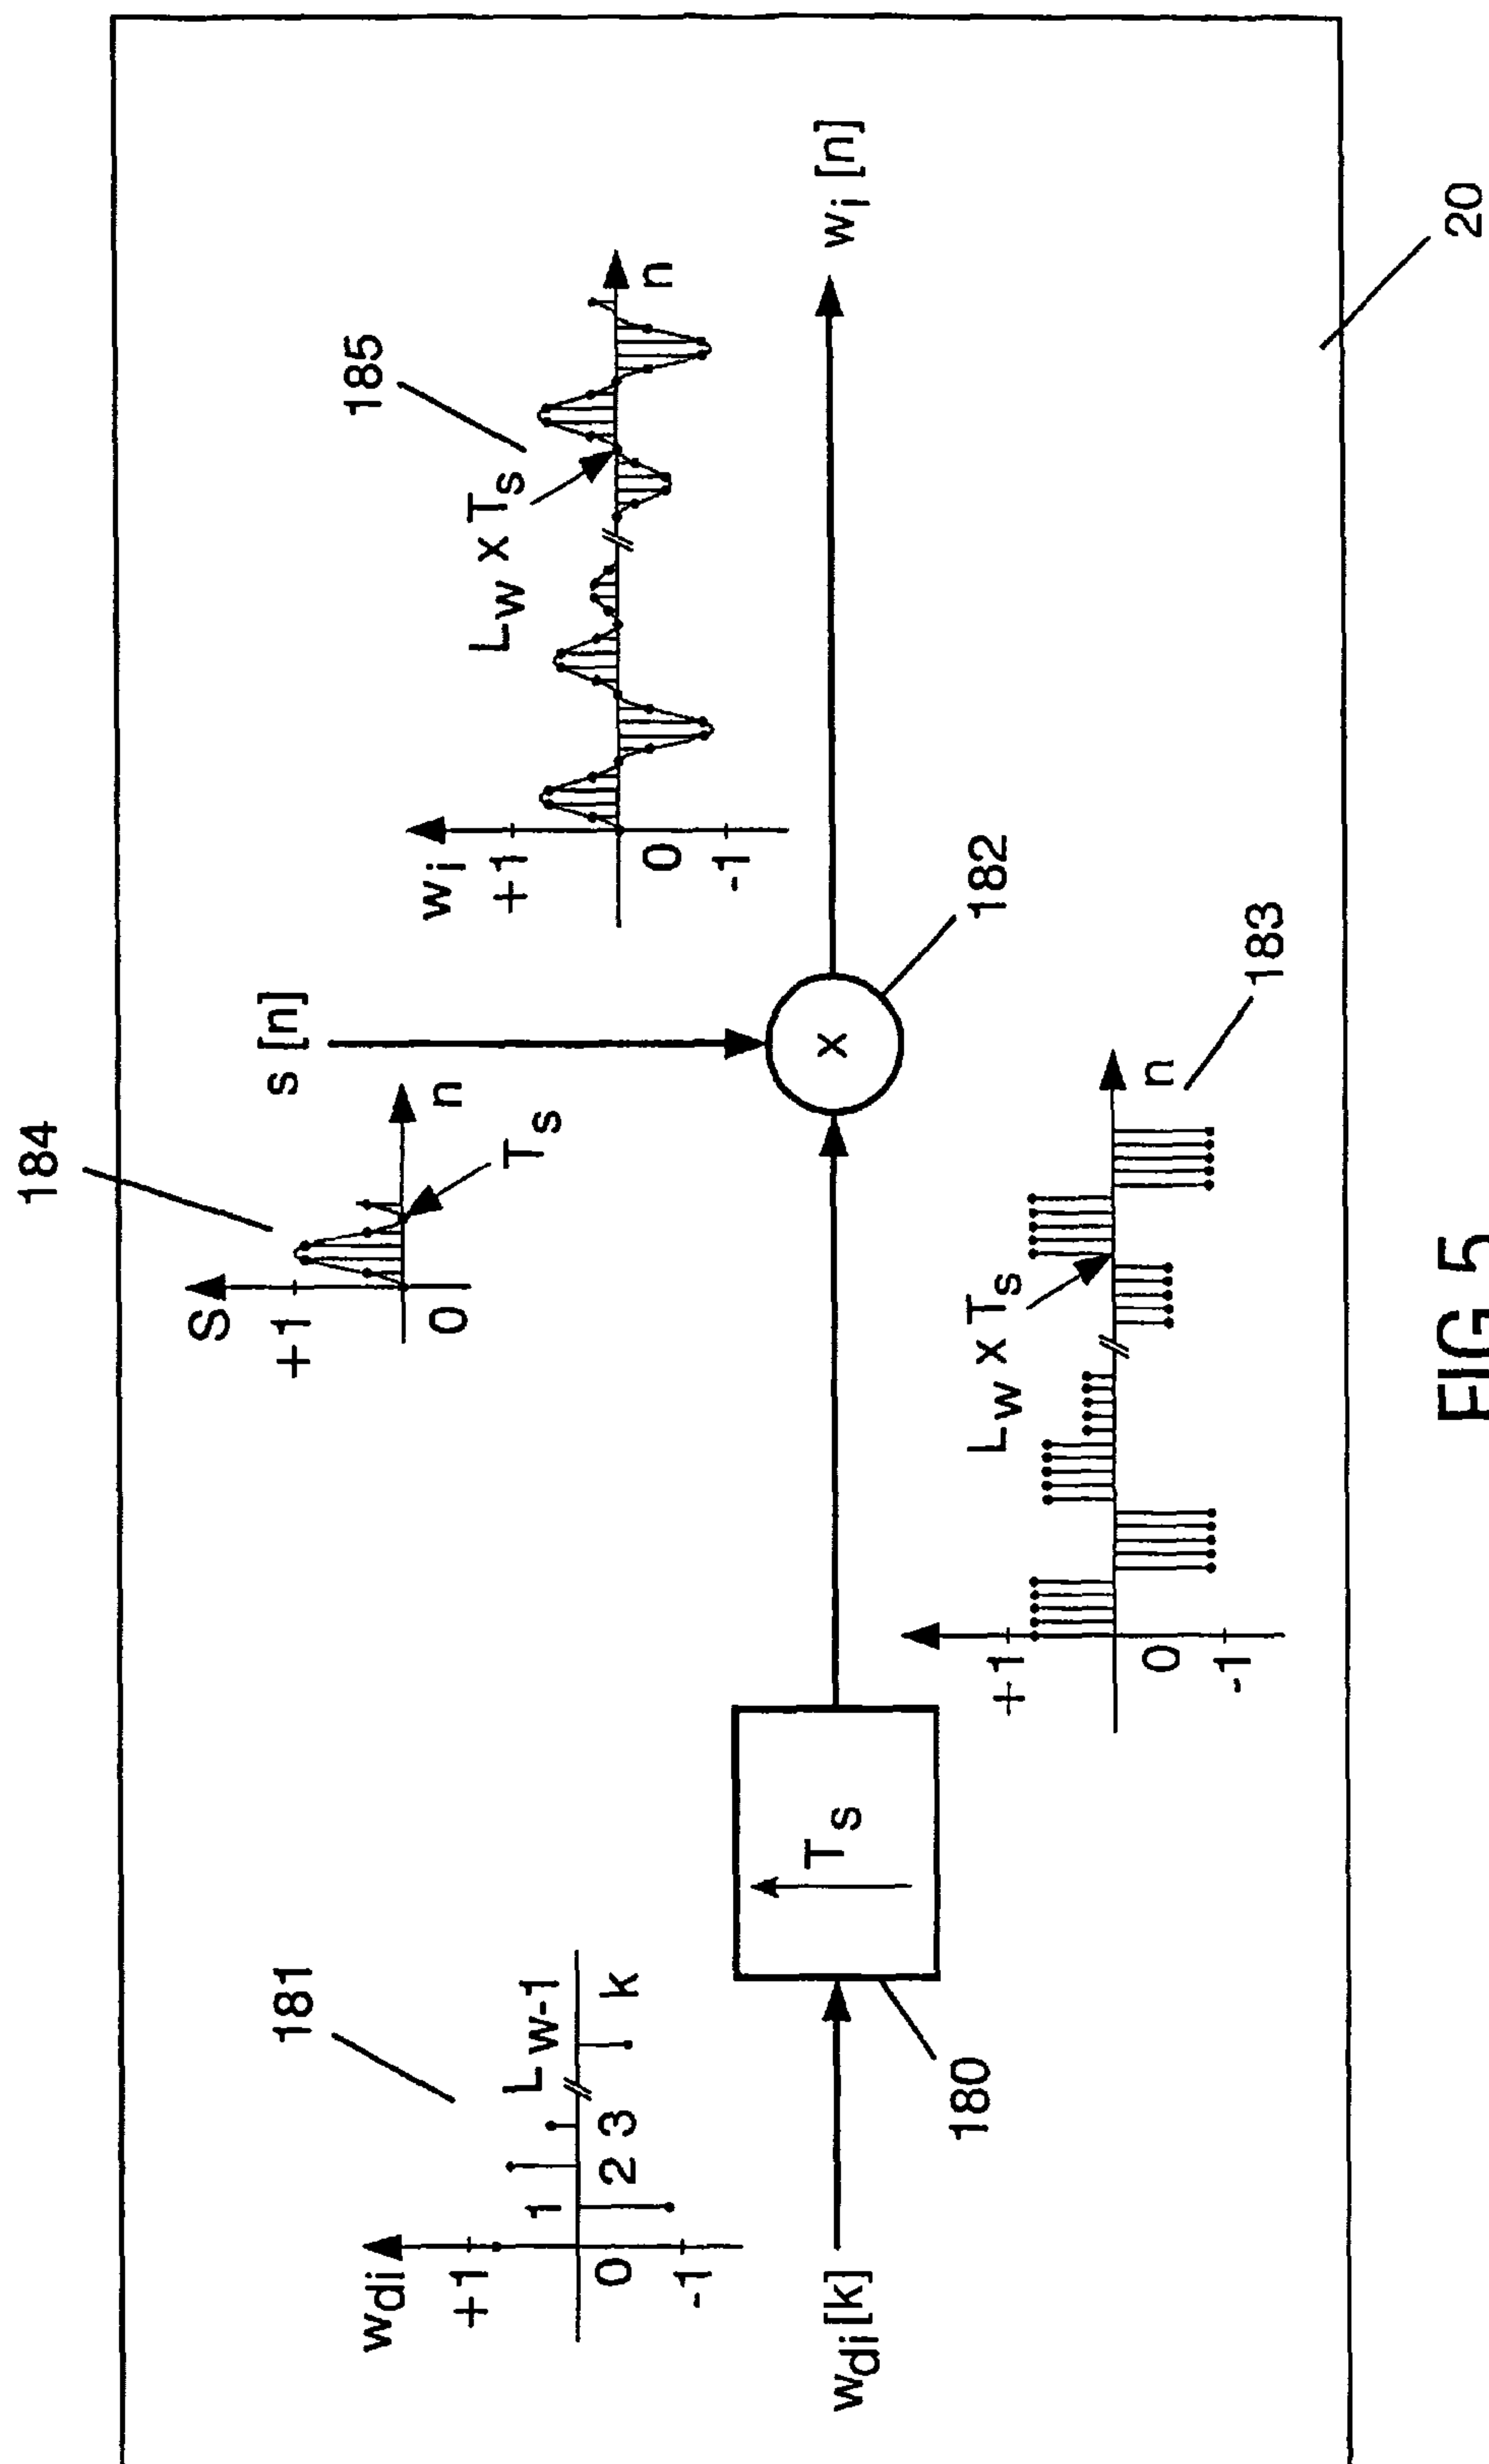 184
S
+1
0
n
T_s
s [n]
181
w_di
+1
0
-1
1
L_w-1
2 3
k
w_di[k]
T_s
180
+1
0
-1
L_w x T_s
n
183
x
182
w_i
+1
0
-1
L_w x T_s
n
185
w_i [n]
20
FIG 5